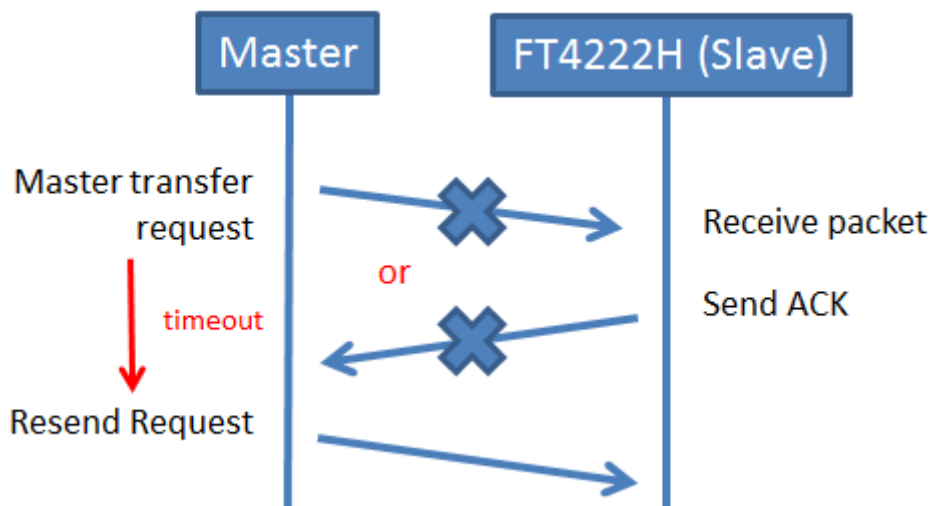 Master
FT4222H (Slave)
Master transfer
request
Receive packet
or
Send ACK
timeout
Resend Request